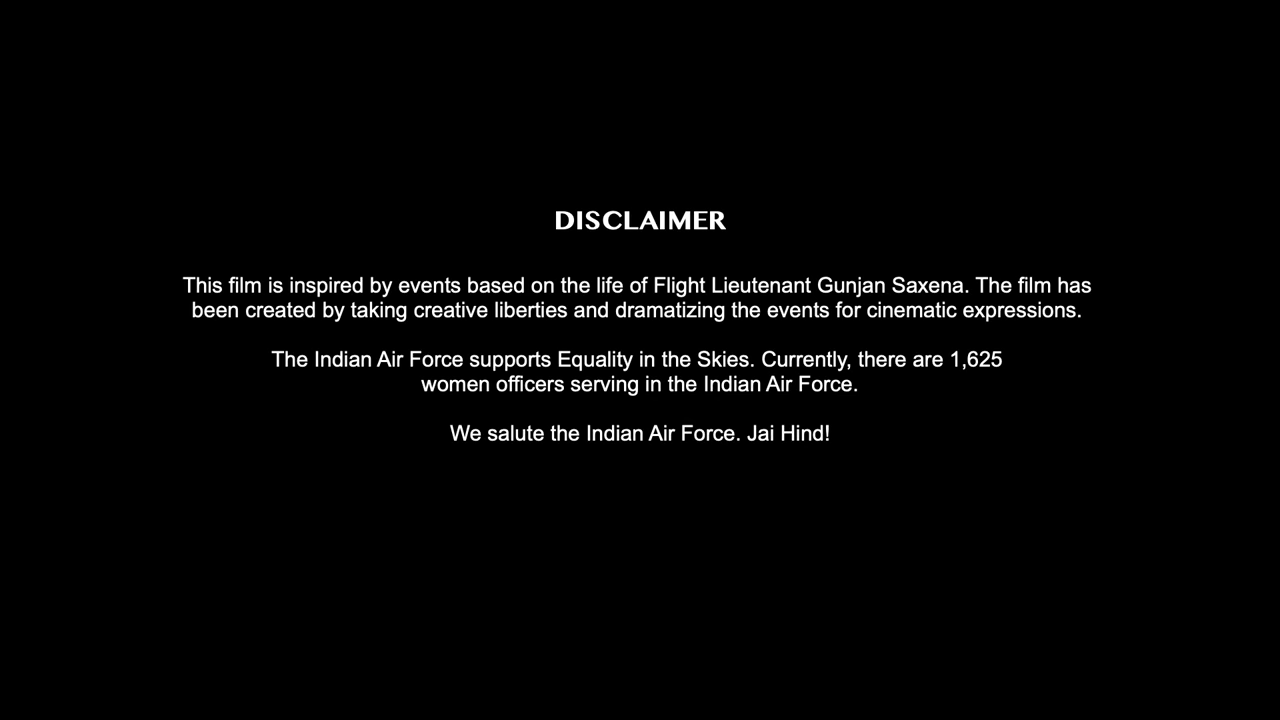 DISCLAIMER
This film is inspired by events based on the life of Flight Lieutenant Gunjan Saxena. The film has
been created by taking creative liberties and dramatizing the events for cinematic expressions.
The Indian Air Force supports Equality in the Skies. Currently, there are 1,625
women officers serving in the Indian Air Force.
We salute the Indian Air Force. Jai Hind!